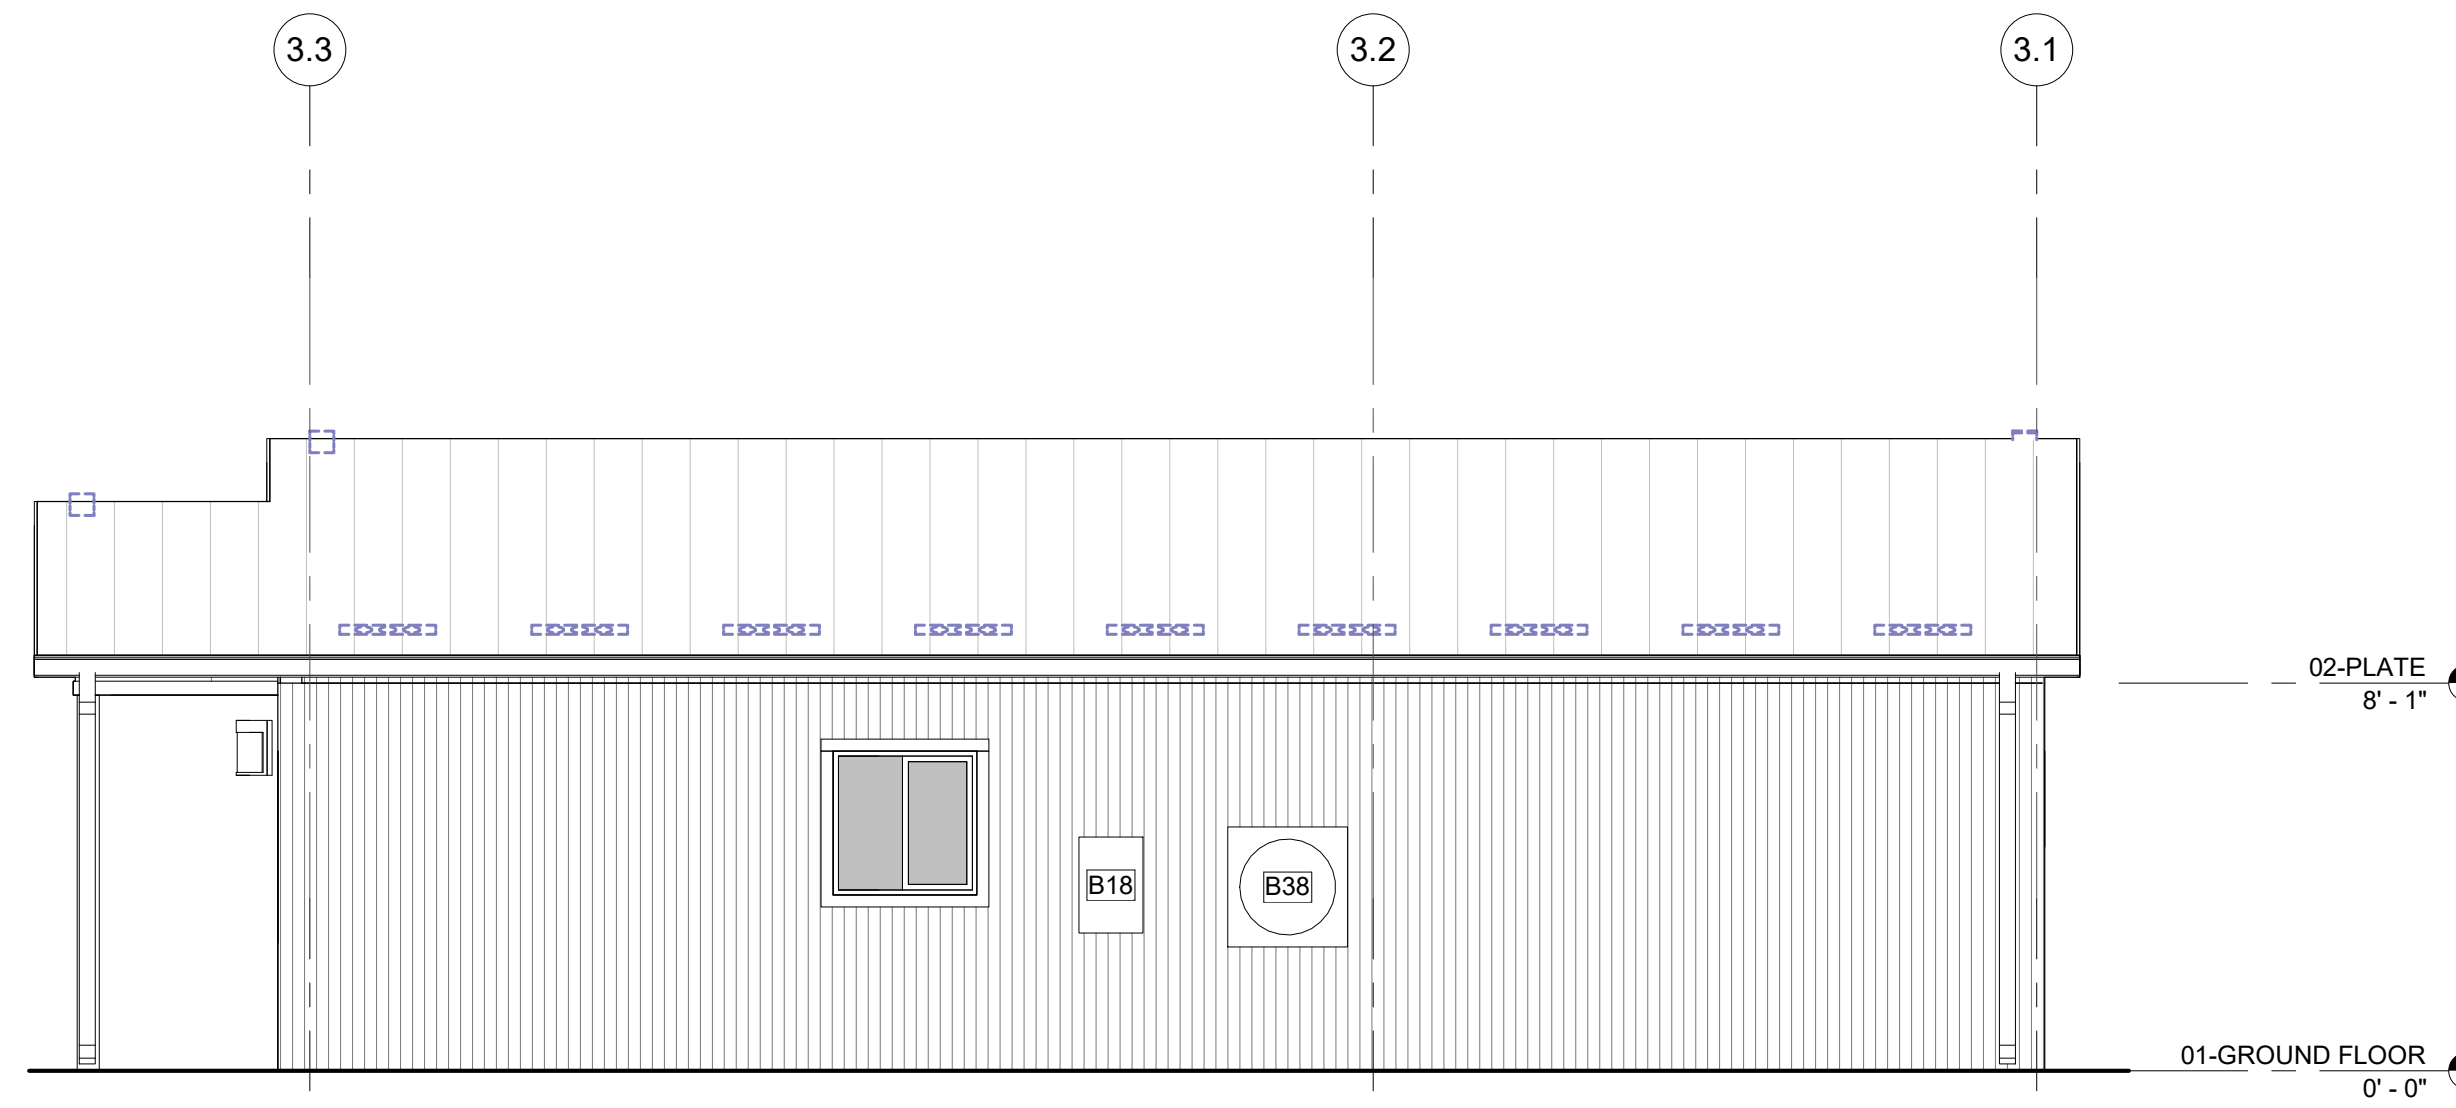 3.3
3.2
3.1
02-PLATE
8' - 1"
B18
B38
01-GROUND FLOOR
0' - 0"